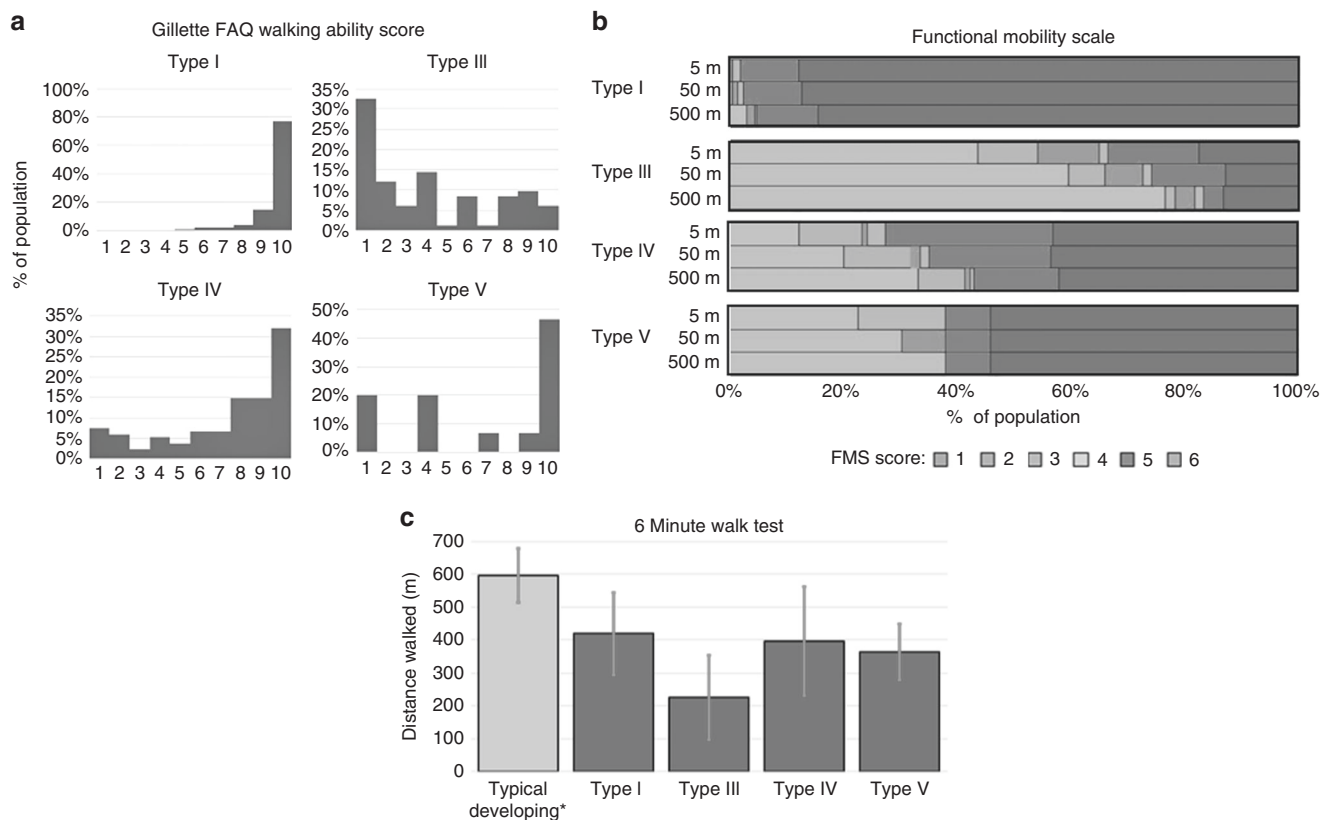 a
Gillette FAQ walking ability score
% of population
Type I
100%
80%
60%
40%
20%
0%
1 2 3 4 5 6 7 8 9 10
Type III
35%
30%
25%
20%
15%
10%
5%
0%
1 2 3 4 5 6 7 8 9 10
Type IV
35%
30%
25%
20%
15%
10%
5%
0%
1 2 3 4 5 6 7 8 9 10
Type V
50%
40%
30%
20%
10%
0%
1 2 3 4 5 6 7 8 9 10
b
Functional mobility scale
Type I
5 m
50 m
500 m
Type III
5 m
50 m
500 m
Type IV
5 m
50 m
500 m
Type V
5 m
50 m
500 m
0% 20% 40% 60% 80% 100%
% of population
FMS score: 1 2 3 4 5 6
c
6 Minute walk test
Distance walked (m)
700
600
500
400
300
200
100
0
Typical
developing*
Type I
Type III
Type IV
Type V